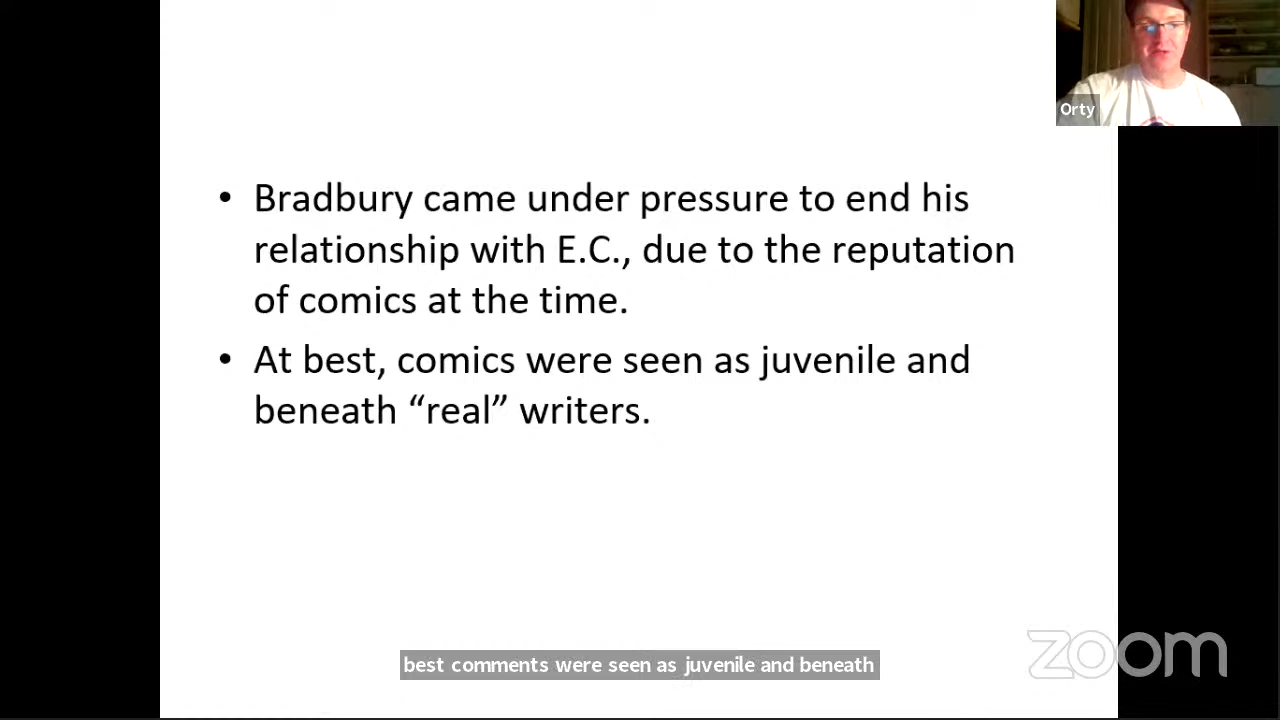 Orty
• Bradbury came under pressure to end his
relationship with E.C., due to the reputation
of comics at the time.
• At best, comics were seen as juvenile and
beneath “real” writers.
zoom
best comments were seen as juvenile and beneath